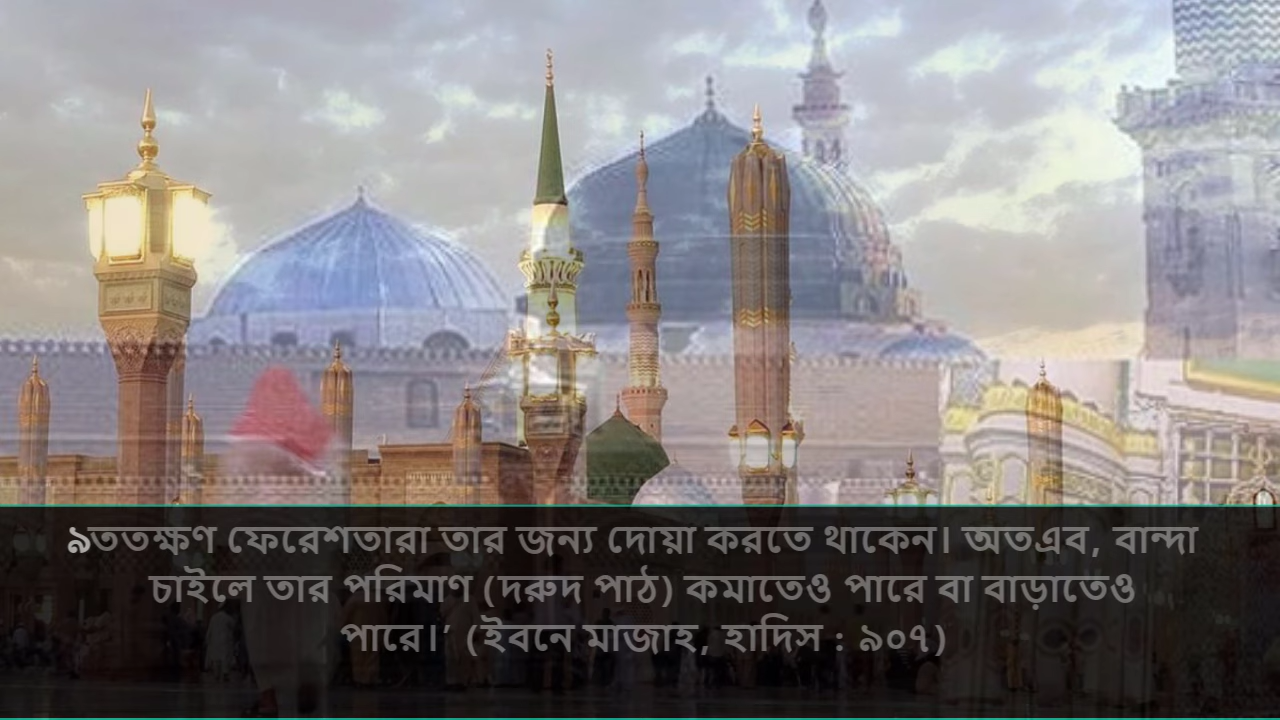 ৯ততক্ষণ ফেরেশতারা তার জন্য দোয়া করতে থাকেন। অতএব, বান্দা
চাইলে তার পরিমাণ (দরুদ পাঠ) কমাতেও পারে বা বাড়াতেও
পারে।’ (ইবনে মাজাহ, হাদিস : ৯০৭)